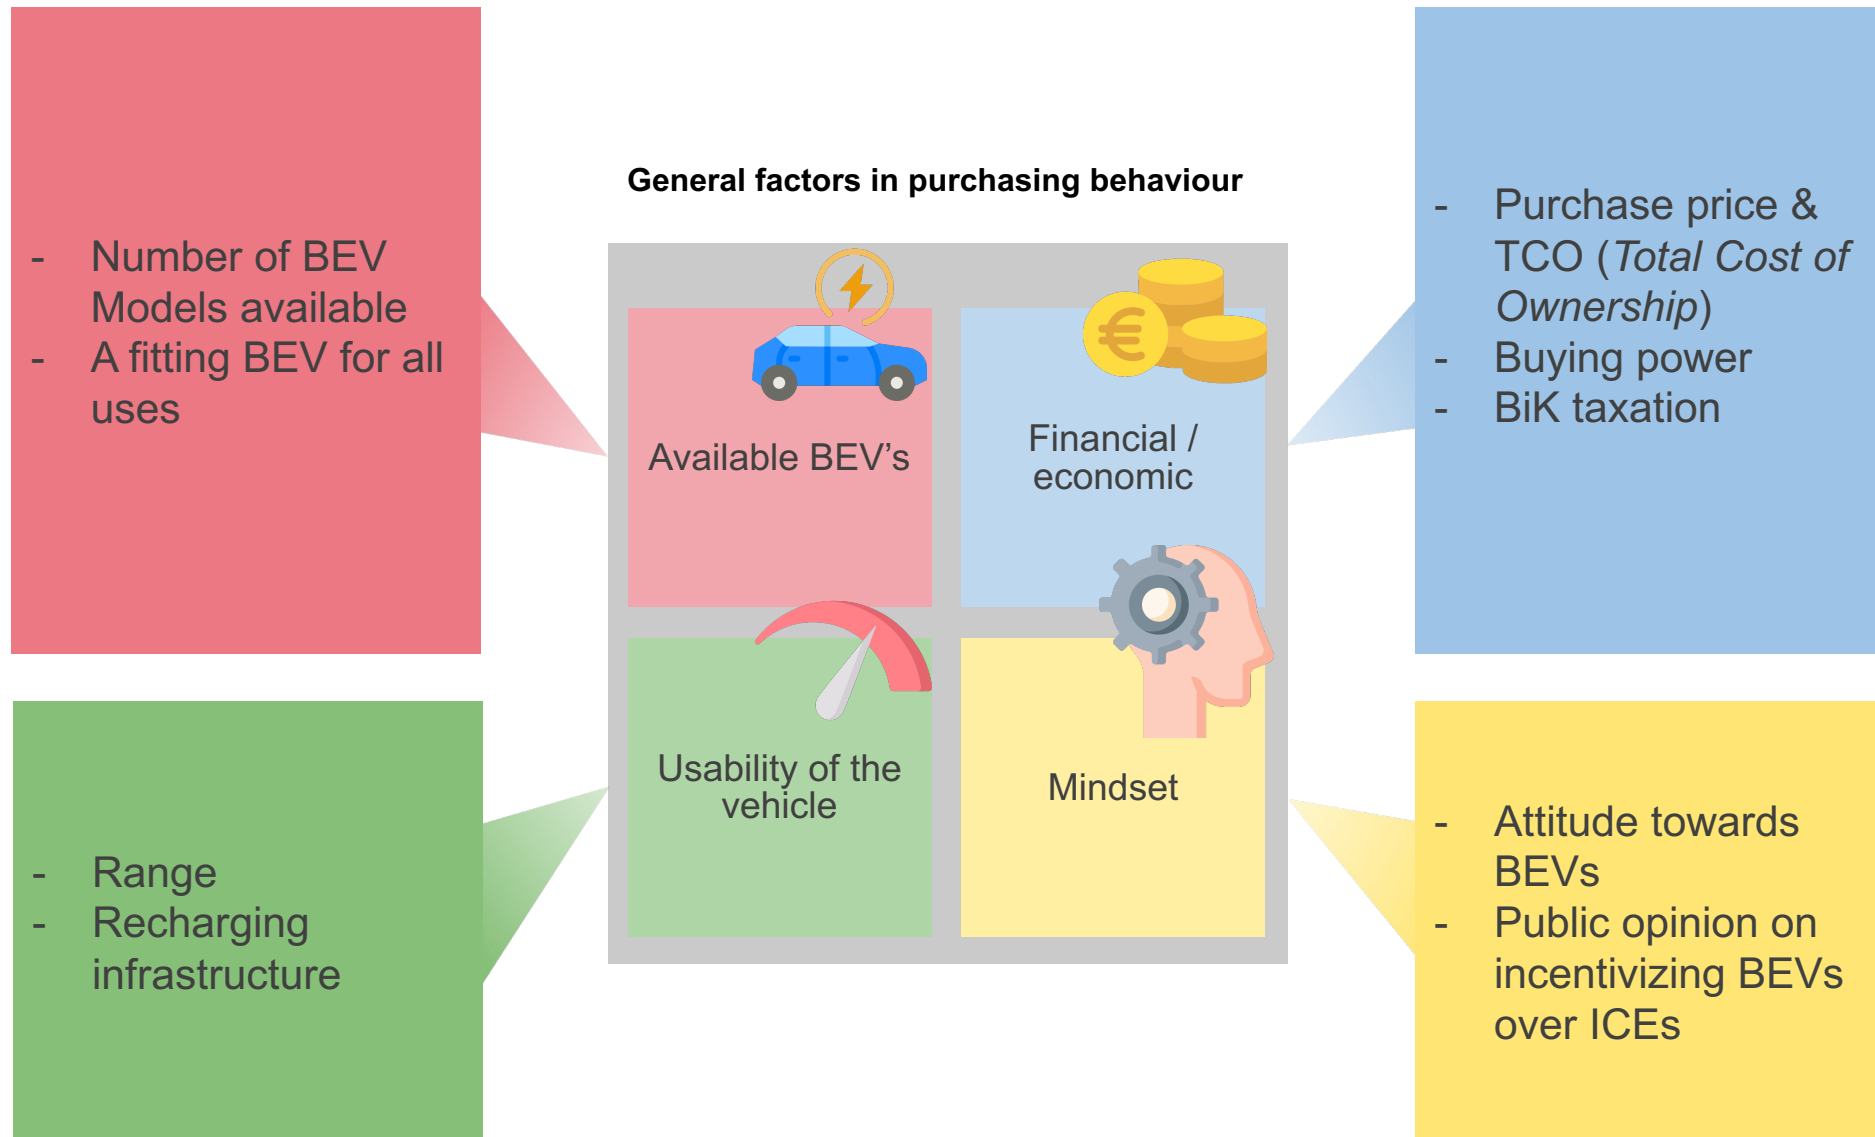 General factors in purchasing behaviour
- Number of BEV
Models available
- A fitting BEV for all
uses
Available BEV’s
Financial /
economic
- Purchase price &
TCO (Total Cost of
Ownership)
- Buying power
- BiK taxation
- Range
- Recharging
infrastructure
Usability of the
vehicle
Mindset
- Attitude towards
BEVs
- Public opinion on
incentivizing BEVs
over ICEs